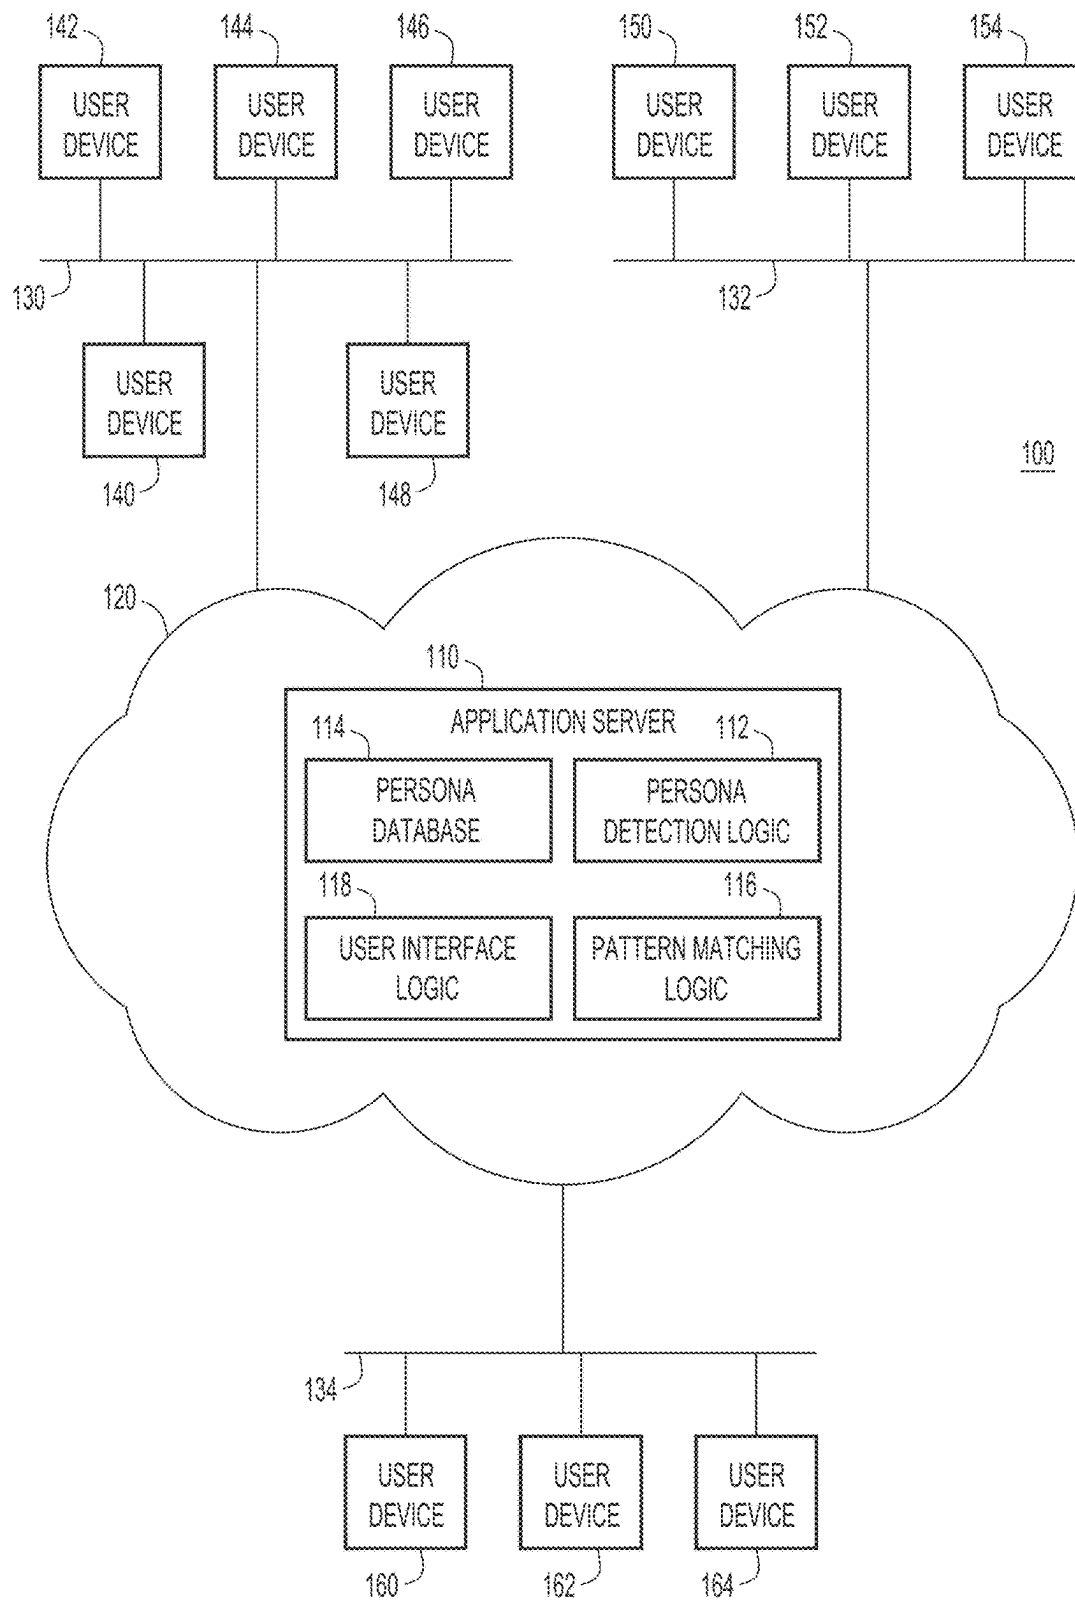 142
144
146
150
152
154
USER
DEVICE
USER
DEVICE
USER
DEVICE
USER
DEVICE
USER
DEVICE
USER
DEVICE
130
132
USER
DEVICE
USER
DEVICE
140
148
100
120
110
APPLICATION SERVER
114
112
PERSONA
DATABASE
PERSONA
DETECTION LOGIC
118
116
USER INTERFACE
LOGIC
PATTERN MATCHING
LOGIC
134
USER
DEVICE
USER
DEVICE
USER
DEVICE
160
162
164